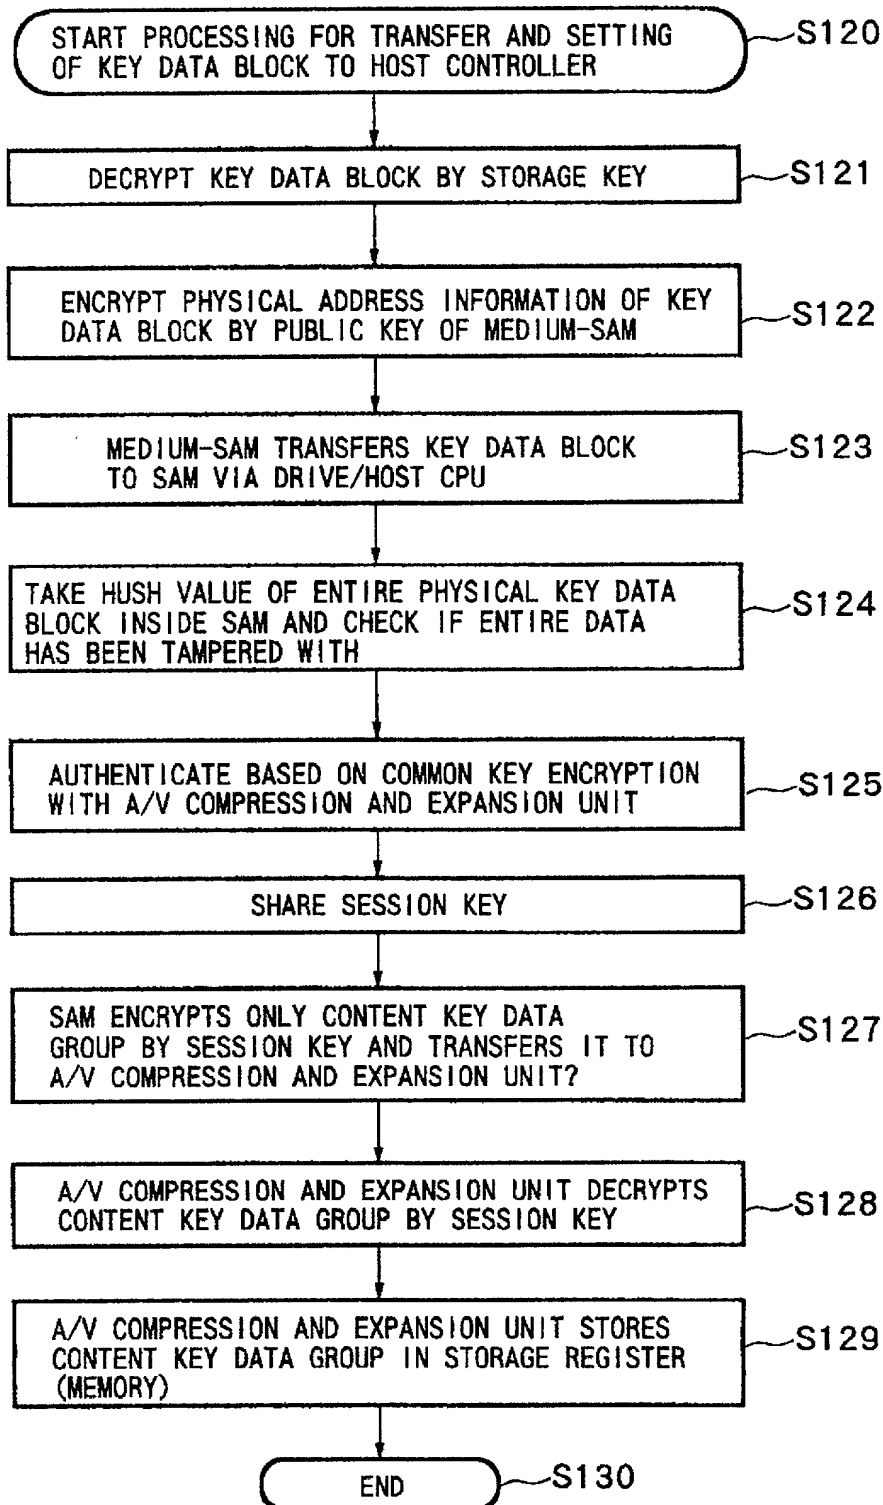 START PROCESSING FOR TRANSFER AND SETTING
OF KEY DATA BLOCK TO HOST CONTROLLER
S120
DECRYPT KEY DATA BLOCK BY STORAGE KEY
S121
ENCRYPT PHYSICAL ADDRESS INFORMATION OF KEY
DATA BLOCK BY PUBLIC KEY OF MEDIUM-SAM
S122
MEDIUM-SAM TRANSFERS KEY DATA BLOCK
TO SAM VIA DRIVE/HOST CPU
S123
TAKE HUSH VALUE OF ENTIRE PHYSICAL KEY DATA
BLOCK INSIDE SAM AND CHECK IF ENTIRE DATA
HAS BEEN TAMPERED WITH
S124
AUTHENTICATE BASED ON COMMON KEY ENCRYPTION
WITH A/V COMPRESSION AND EXPANSION UNIT
S125
SHARE SESSION KEY
S126
SAM ENCRYPTS ONLY CONTENT KEY DATA
GROUP BY SESSION KEY AND TRANSFERS IT TO
A/V COMPRESSION AND EXPANSION UNIT?
S127
A/V COMPRESSION AND EXPANSION UNIT DECRYPTS
CONTENT KEY DATA GROUP BY SESSION KEY
S128
A/V COMPRESSION AND EXPANSION UNIT STORES
CONTENT KEY DATA GROUP IN STORAGE REGISTER
(MEMORY)
S129
END
S130